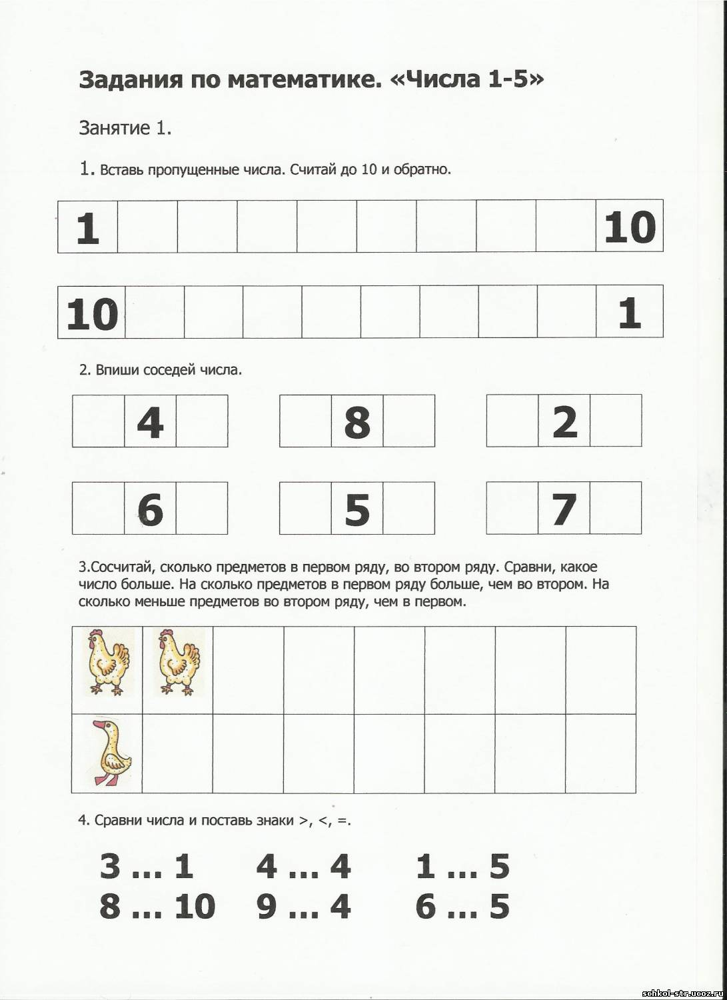 Задания по математике. «Числа 1-5»
Занятие 1.
1. Вставь пропущенные числа. Считай до 10 и обратно.
1 10
10 1
2. Впиши соседей числа.
4 8 2
6 5 7
3.Сосчитай, сколько предметов в первом ряду, во втором ряду. Сравни, какое
число больше. На сколько предметов в первом ряду больше, чем во втором. На
сколько меньше предметов во втором ряду, чем в первом.
4. Сравни числа и поставь знаки >, <, =.
3 ... 1 4 ... 4 1 ... 5
8 ... 10 9 ... 4 6 ... 5
schkol-str.ucoz.ru